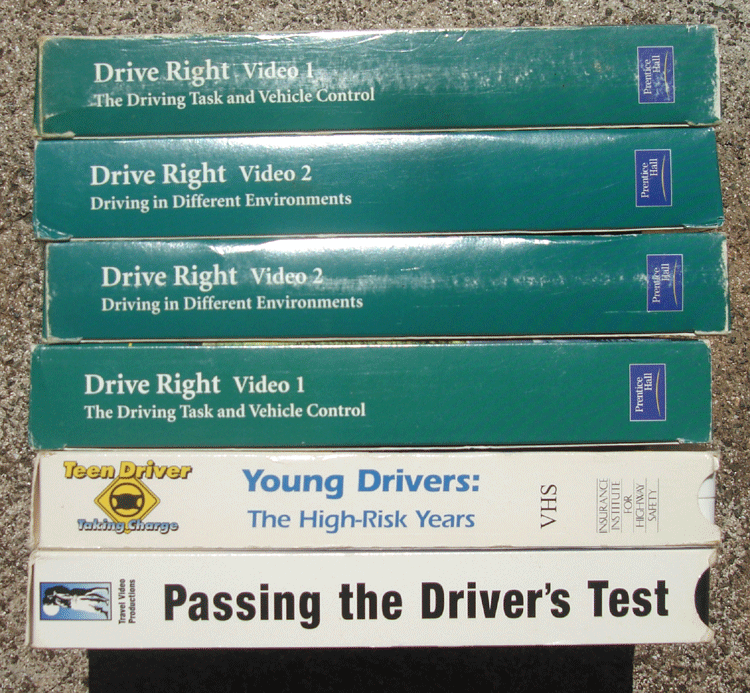 Drive Right Video 1
The Driving Task and Vehicle Control
Prentice
Hall
Drive Right Video 2
Driving in Different Environments
Prentice
Hall
Drive Right Video 2
Driving in Different Environments
Prentice
Hall
Drive Right Video 1
The Driving Task and Vehicle Control
Prentice
Hall
Teen Driver
Taking Charge
Young Drivers:
The High-Risk Years
VHS
INSURANCE
INSTITUTE
FOR
HIGHWAY
SAFETY
Travel Video
Productions
Passing the Driver's Test